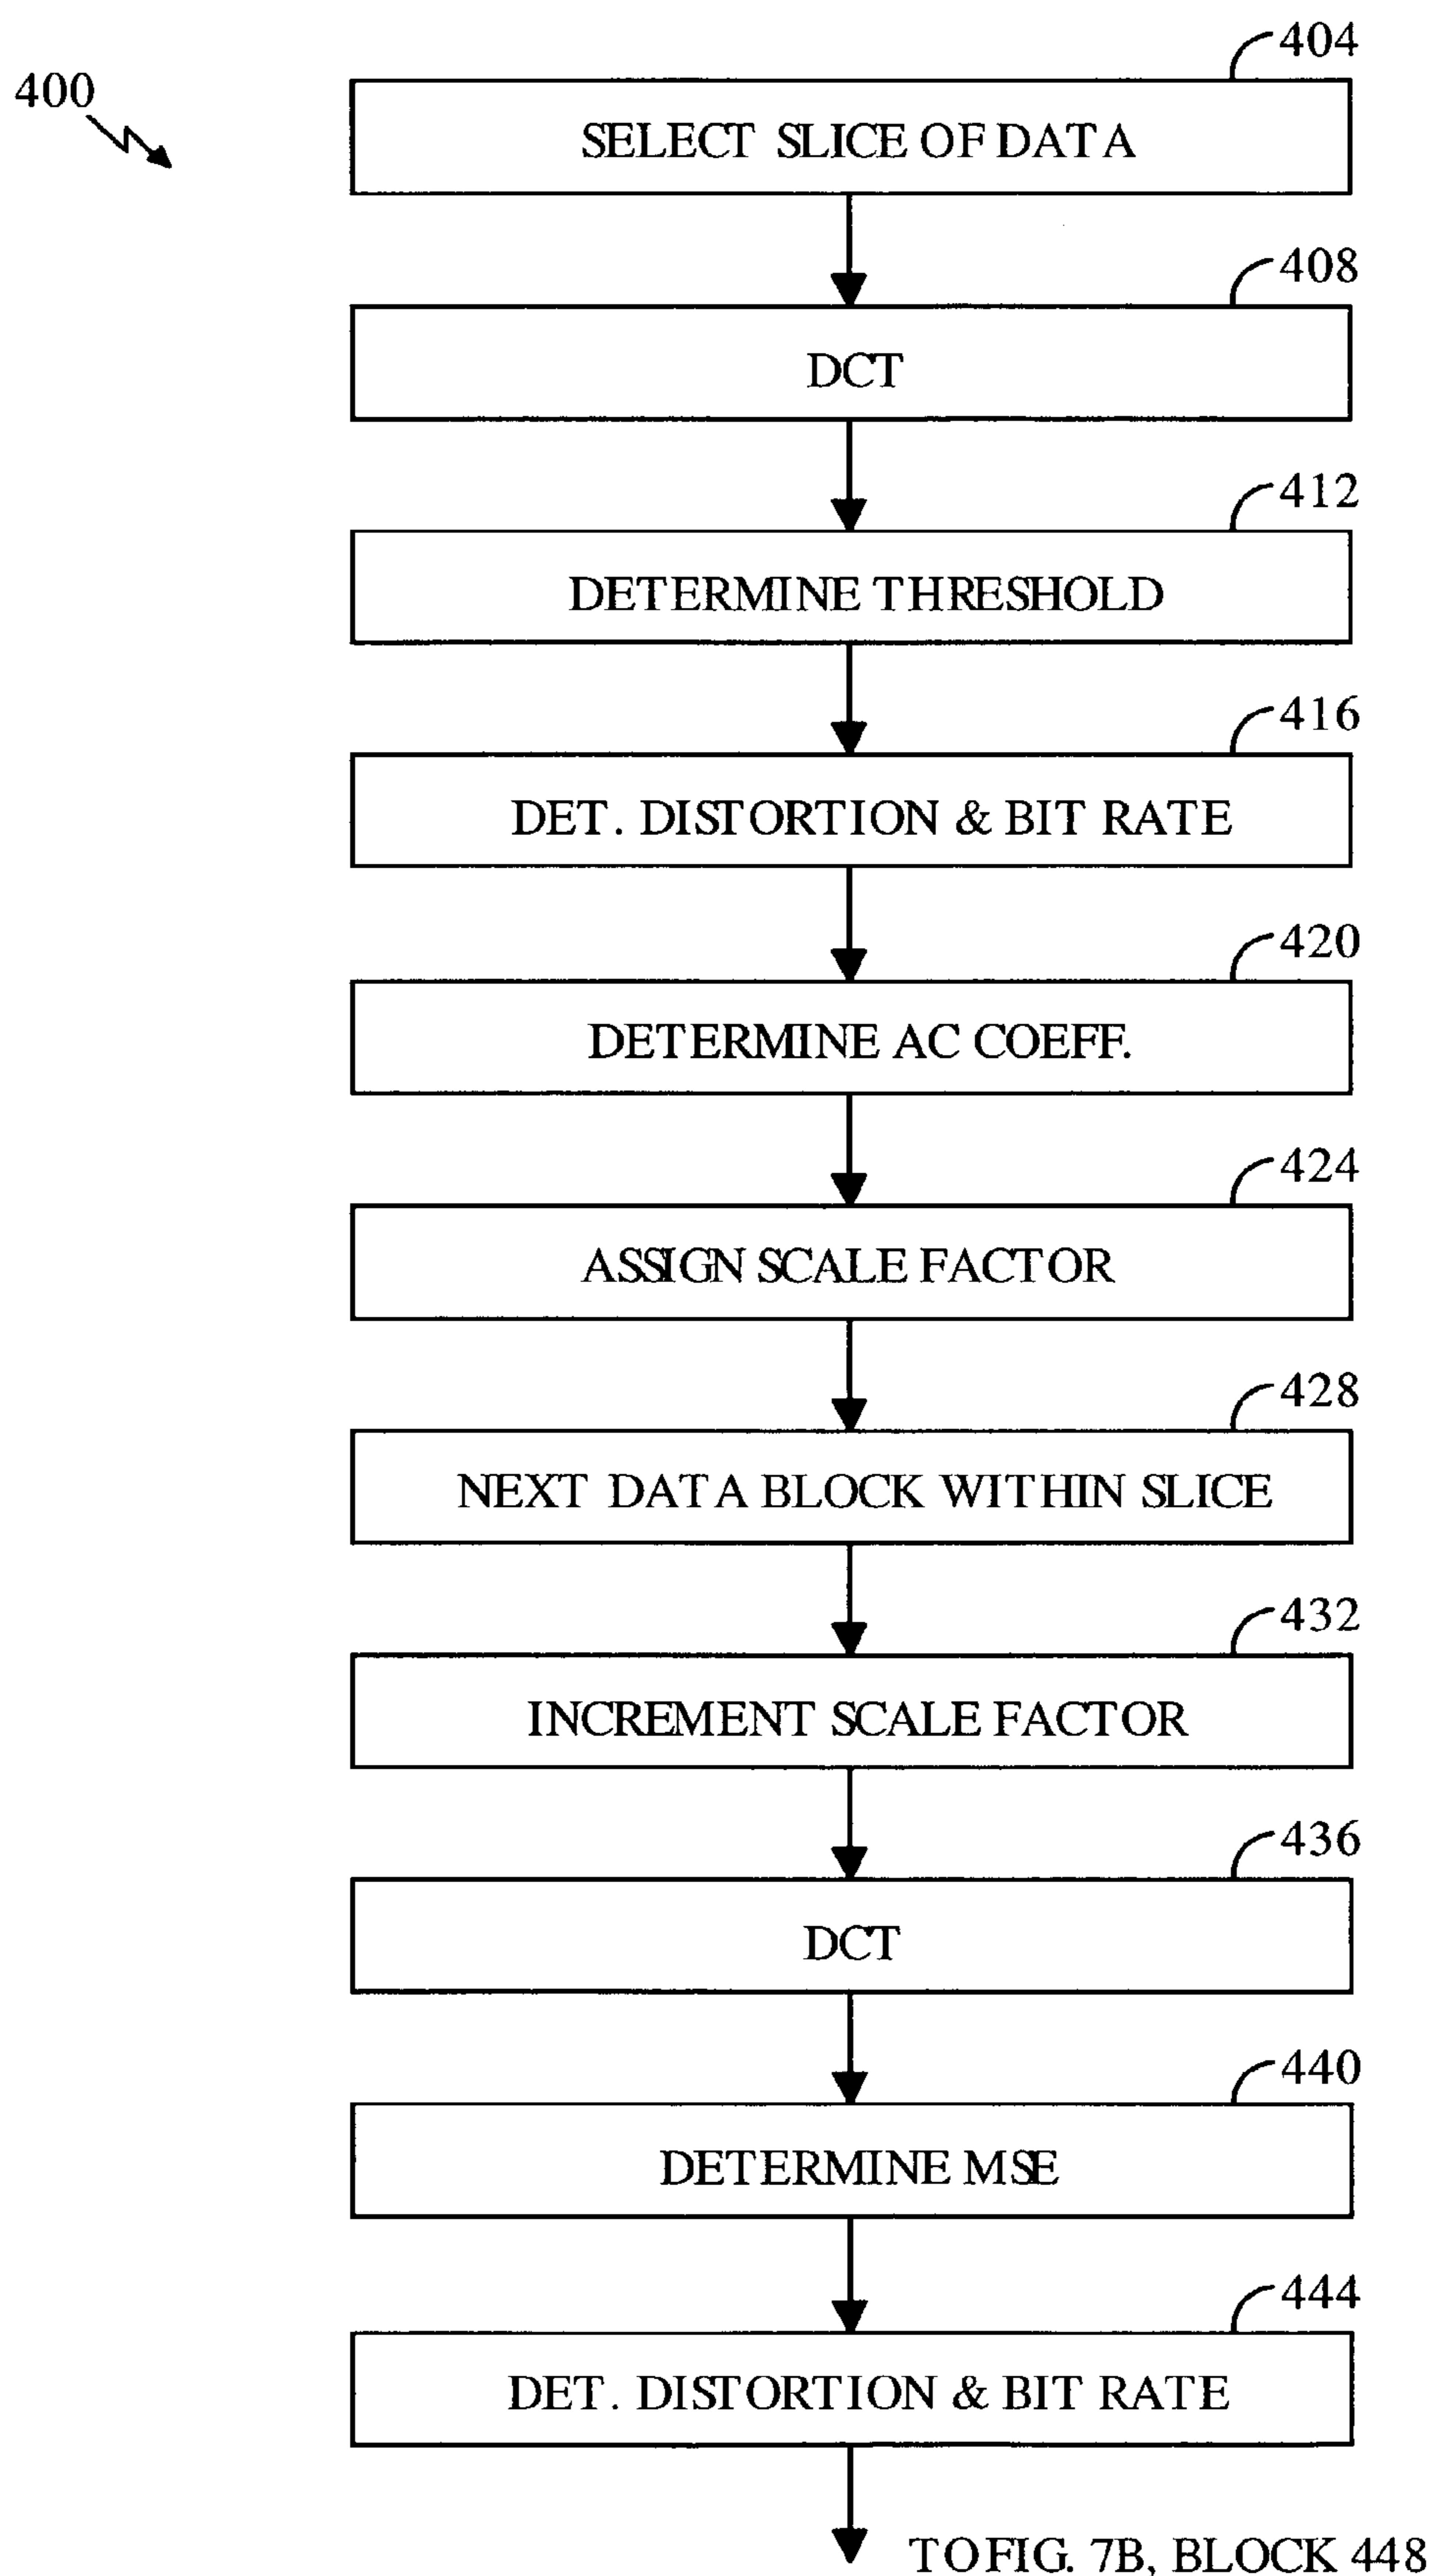 404
400
SELECT SLICE OF DATA
408
DCT
412
DETERMINE THRESHOLD
416
DET. DISTORTION & BIT RATE
420
DETERMINE AC COEFF.
424
ASSIGN SCALE FACTOR
428
NEXT DATA BLOCK WITHIN SLICE
432
INCREMENT SCALE FACTOR
436
DCT
440
DETERMINE MSE
444
DET. DISTORTION & BIT RATE
TO FIG. 7B, BLOCK 448